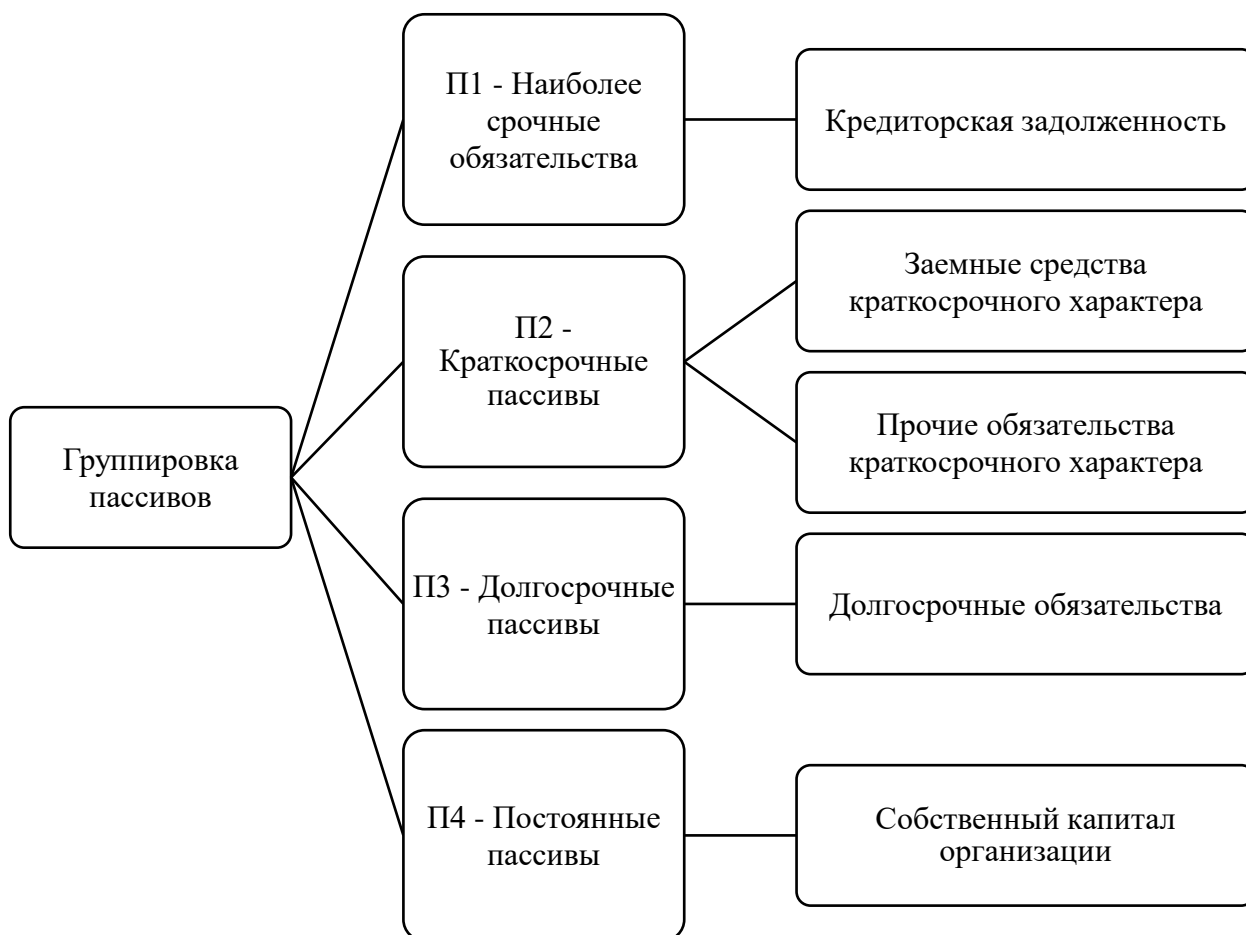 Группировка
пассивов
П1 - Наиболее
срочные
обязательства
Кредиторская задолженность
П2 -
Краткосрочные
пассивы
Заемные средства
краткосрочного характера
Прочие обязательства
краткосрочного характера
П3 - Долгосрочные
пассивы
Долгосрочные обязательства
П4 - Постоянные
пассивы
Собственный капитал
организации